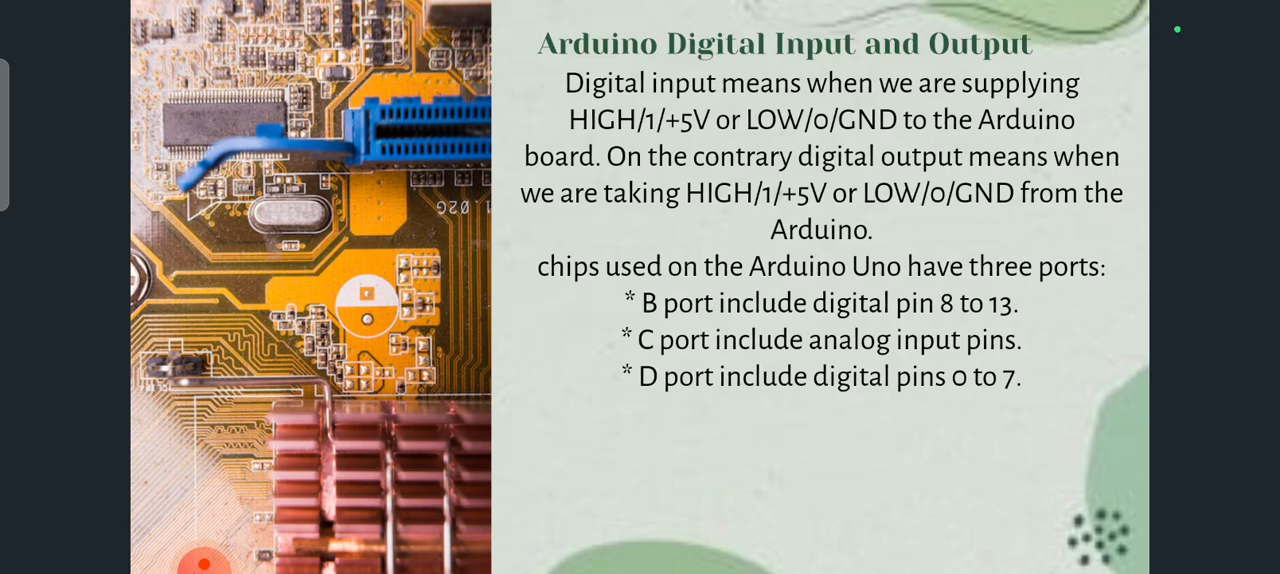 Arduino Digital Input and Output
Digital input means when we are supplying
HIGH/1/+5V or LOW/0/GND to the Arduino
board. On the contrary digital output means when
we are taking HIGH/1/+5V or LOW/0/GND from the
Arduino.
chips used on the Arduino Uno have three ports:
* B port include digital pin 8 to 13.
* C port include analog input pins.
* D port include digital pins 0 to 7.